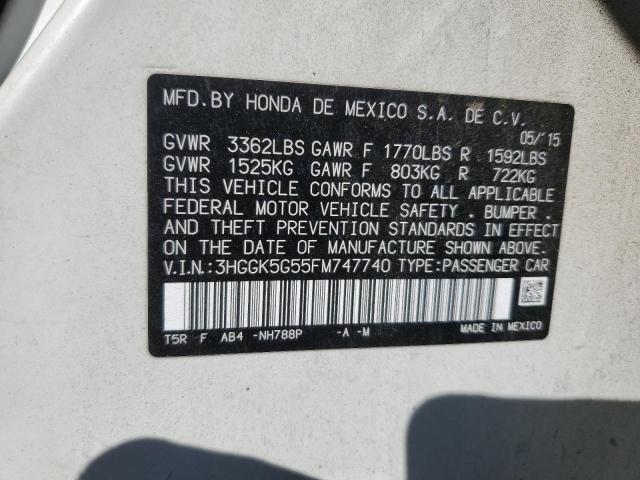 MFD.BY HONDA DE MEXICO S.A. DE C.V.
05/'15
GVWR 3362LBS GAWR F 1770LBS R 1592LBS
GVWR 1525KG GAWR F 803KG R 722KG
THIS VEHICLE CONFORMS TO ALL APPLICABLE
FEDERAL MOTOR VEHICLE SAFETY . BUMPER .
AND THEFT PREVENTION STANDARDS IN EFFECT
ON THE DATE OF MANUFACTURE SHOWN ABOVE.
V.I.N.:3HGGK5G55FM747740 TYPE:PASSENGER CAR
T5R F AB4 -NH788P -A -M
MADE IN MEXICO